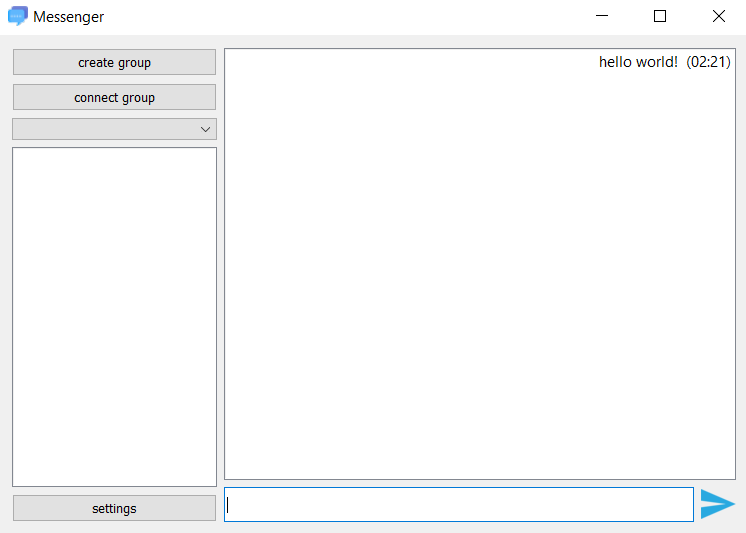 Messenger
create group
connect group
settings
hello world!  (02:21)